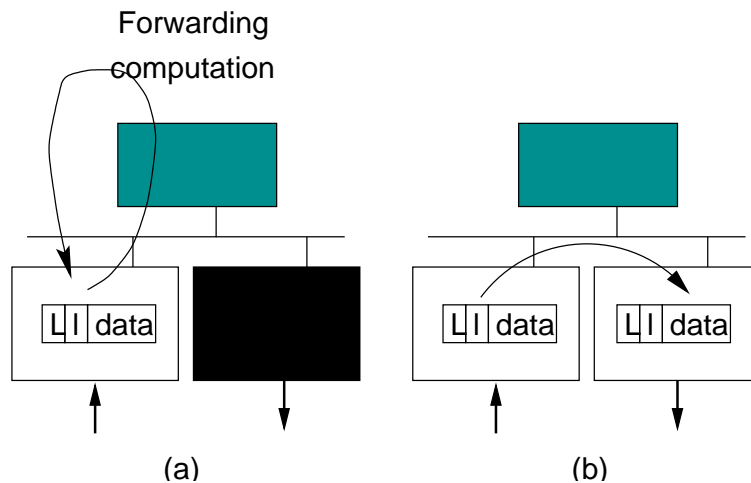 Forwarding
computation
L I data
L I data
L I data
(a)
(b)